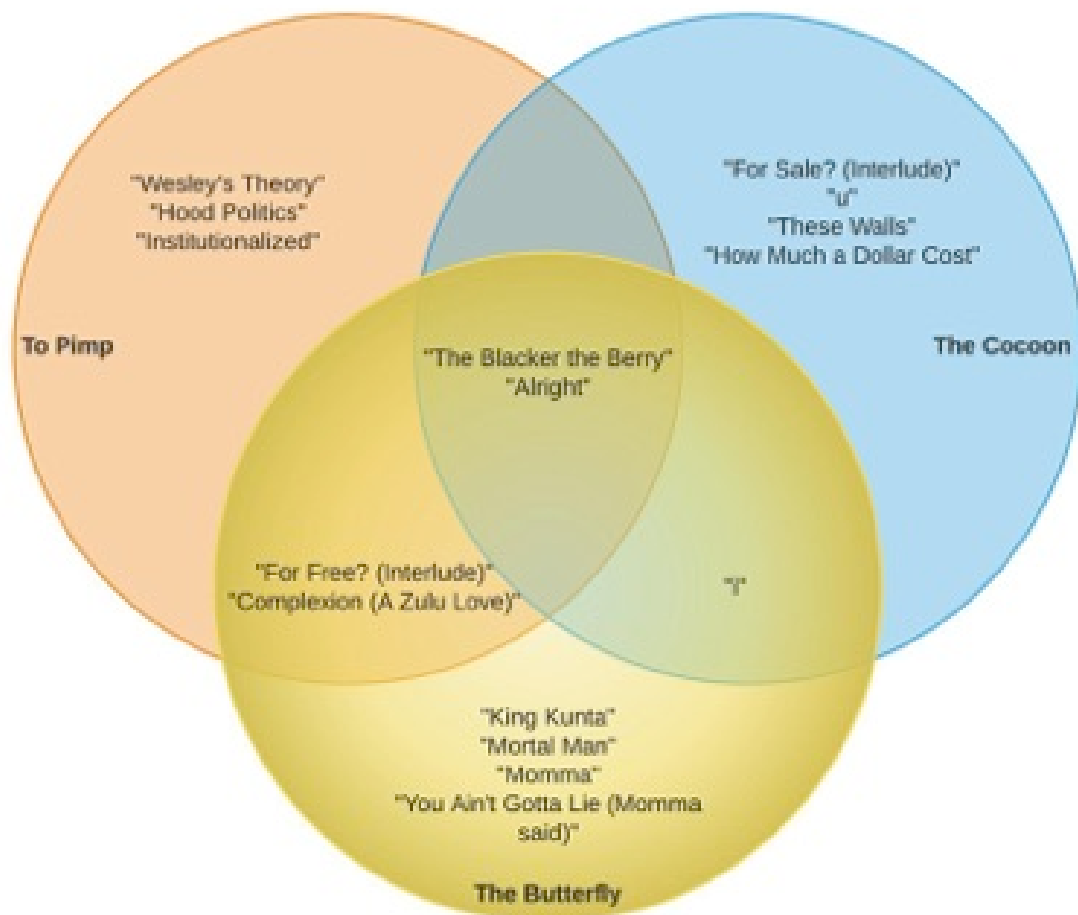 "Wesley's Theory"
"Hood Politics"
"Institutionalized"
To Pimp
"For Sale? (Interlude)"
"u"
"These Walls"
"How Much a Dollar Cost"
The Cocoon
"The Blacker the Berry"
"Alright"
"For Free? (Interlude)"
"Complexion (A Zulu Love)"
"i"
"King Kunta"
"Mortal Man"
"Momma"
"You Ain't Gotta Lie (Momma
said)"
The Butterfly